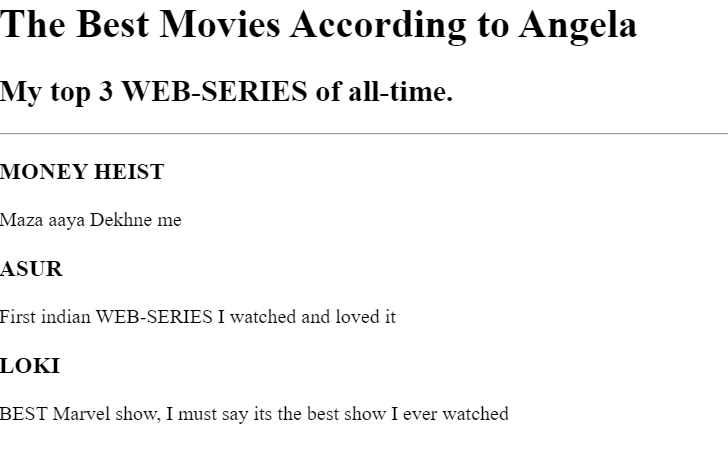 The Best Movies According to Angela
My top 3 WEB-SERIES of all-time.
MONEY HEIST
Maza aaya Dekhne me
ASUR
First indian WEB-SERIES I watched and loved it
LOKI
BEST Marvel show, I must say its the best show I ever watched